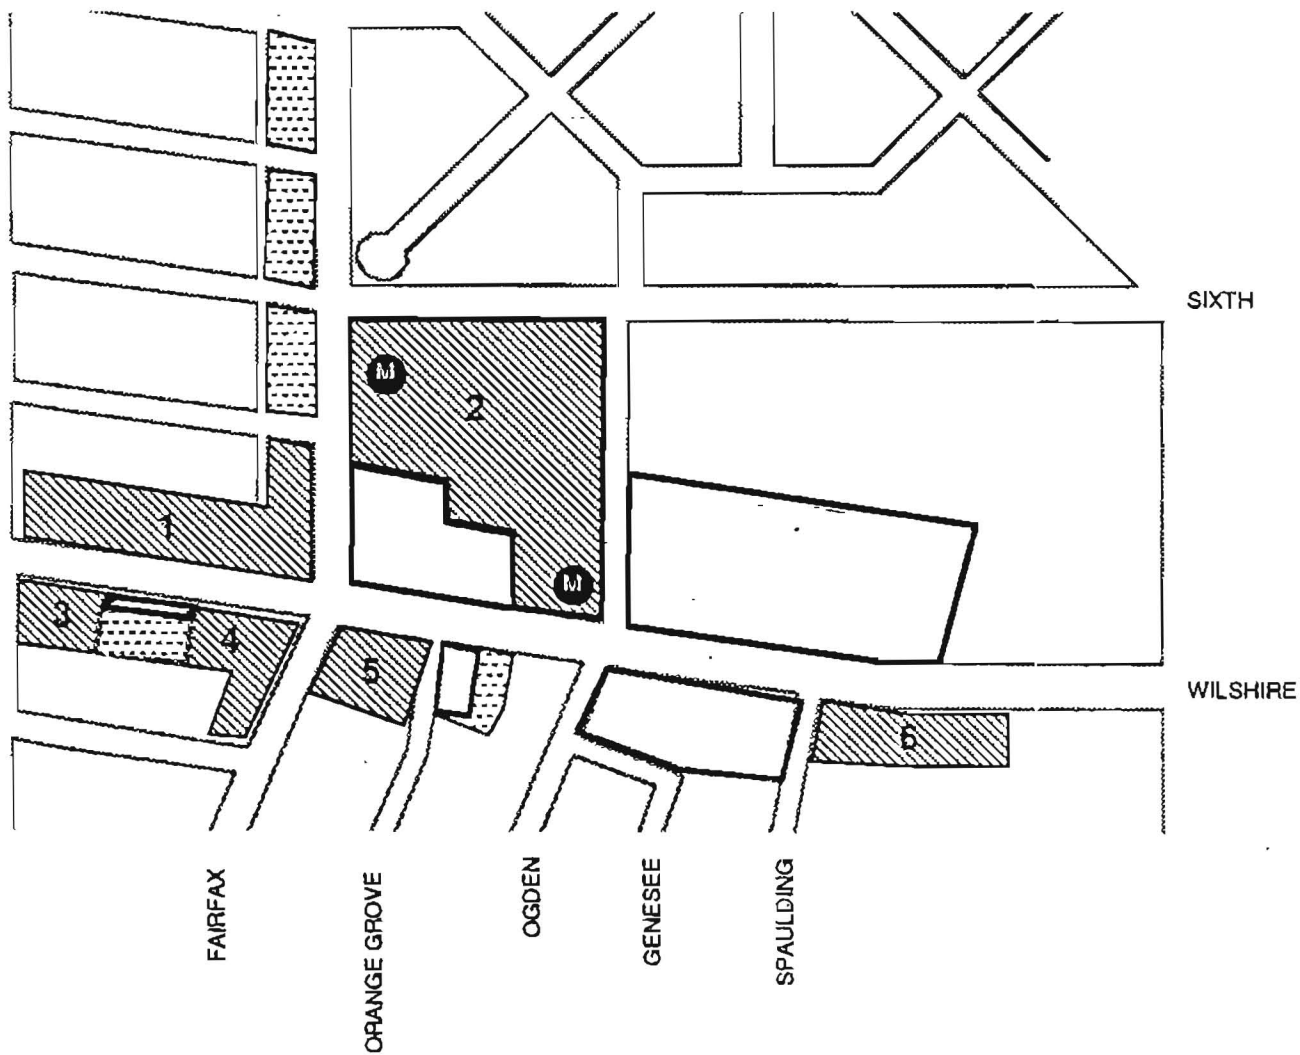 SIXTH
M
2
1
M
3
4
5
WILSHIRE
6
FAIRFAX
ORANGE GROVE
OGDEN
GENESEE
SPAULDING